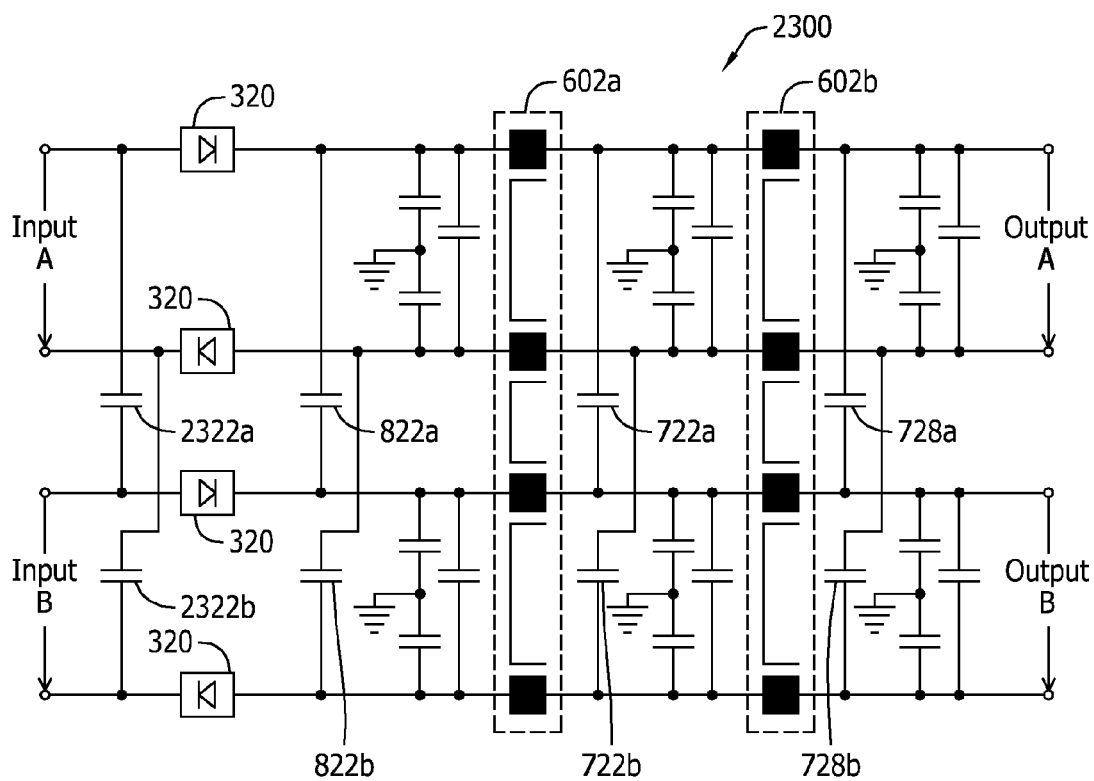 2300
602a
602b
320
Input
A
Output
A
320
2322a
822a
722a
728a
320
Input
B
Output
B
2322b
320
822b
722b
728b